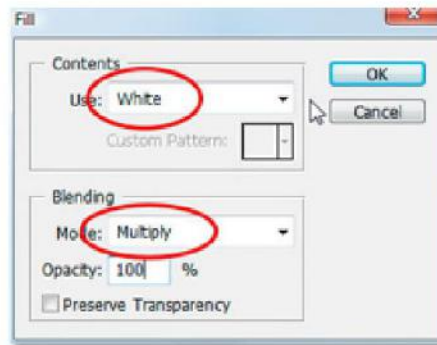 Fill
Contents
Use: White
Custom Pattern:
OK
Cancel
Blending
Mode: Multiply
Opacity: 100 %
Preserve Transparency